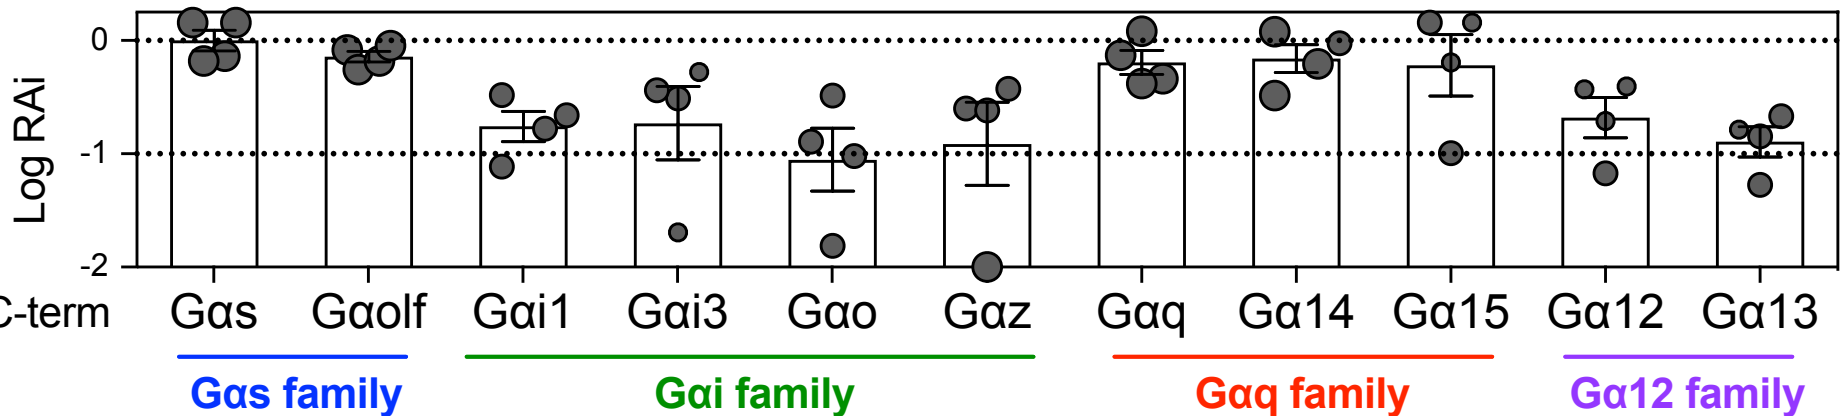 Log RAi
0
-1
-2
C-term Gαs Gαolf Gαi1 Gαi3 Gαo Gαz Gαq Gα14 Gα15 Gα12 Gα13
Gαs family Gαi family Gαq family Gα12 family